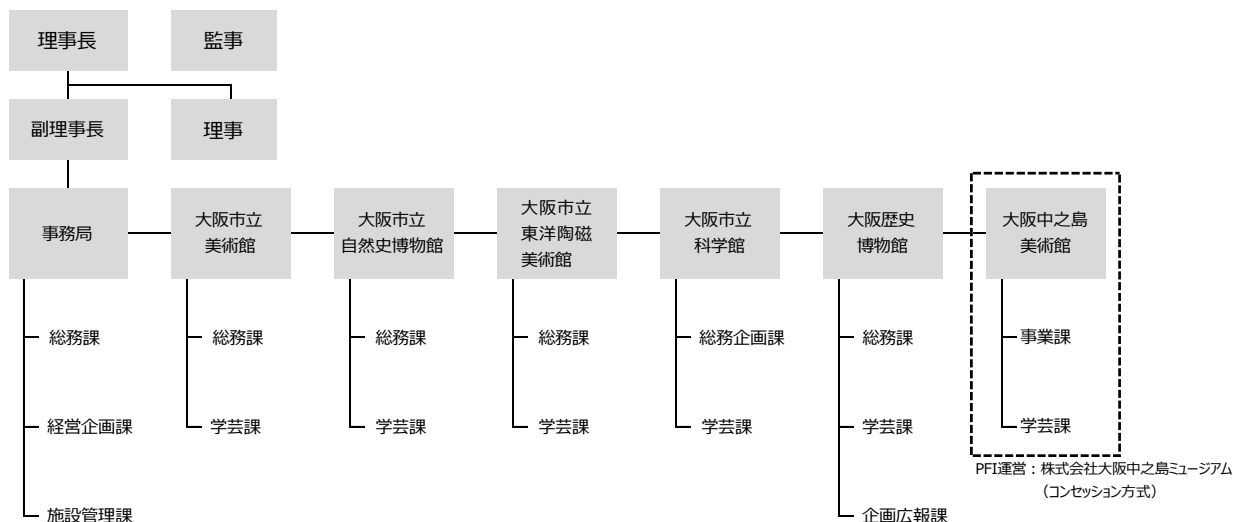 理事長
監事
副理事長
理事
事務局
大阪市立
美術館
大阪市立
自然史博物館
大阪市立
東洋陶磁
美術館
大阪市立
科学館
大阪歴史
博物館
大阪中之島
美術館
総務課
総務課
総務課
総務課
総務企画課
総務課
事業課
経営企画課
学芸課
学芸課
学芸課
学芸課
学芸課
学芸課
PFI運営：株式会社大阪中之島ミュージアム
（コンセッション方式）
施設管理課
企画広報課